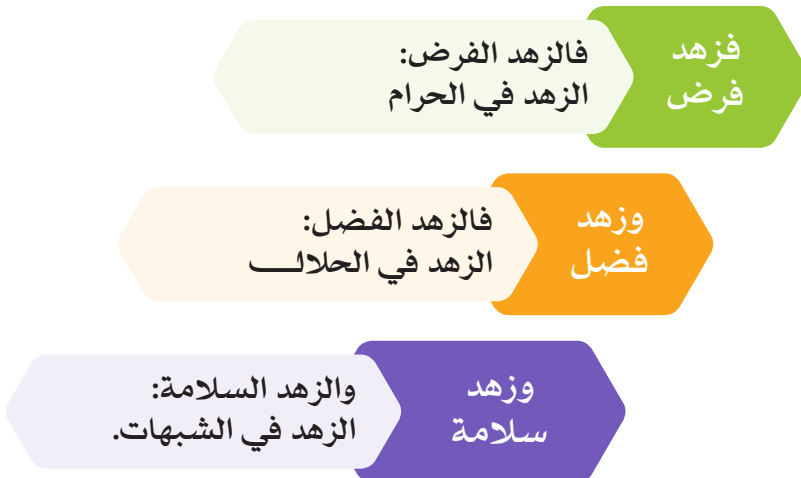 فزهد
فرض
فالزهد الفرض:
الزهد في الحرام
وزهد
فضل
فالزهد الفضل:
الزهد في الحلالـــ
وزهد
سلامة
والزهد السلامة:
الزهد في الشبهات.